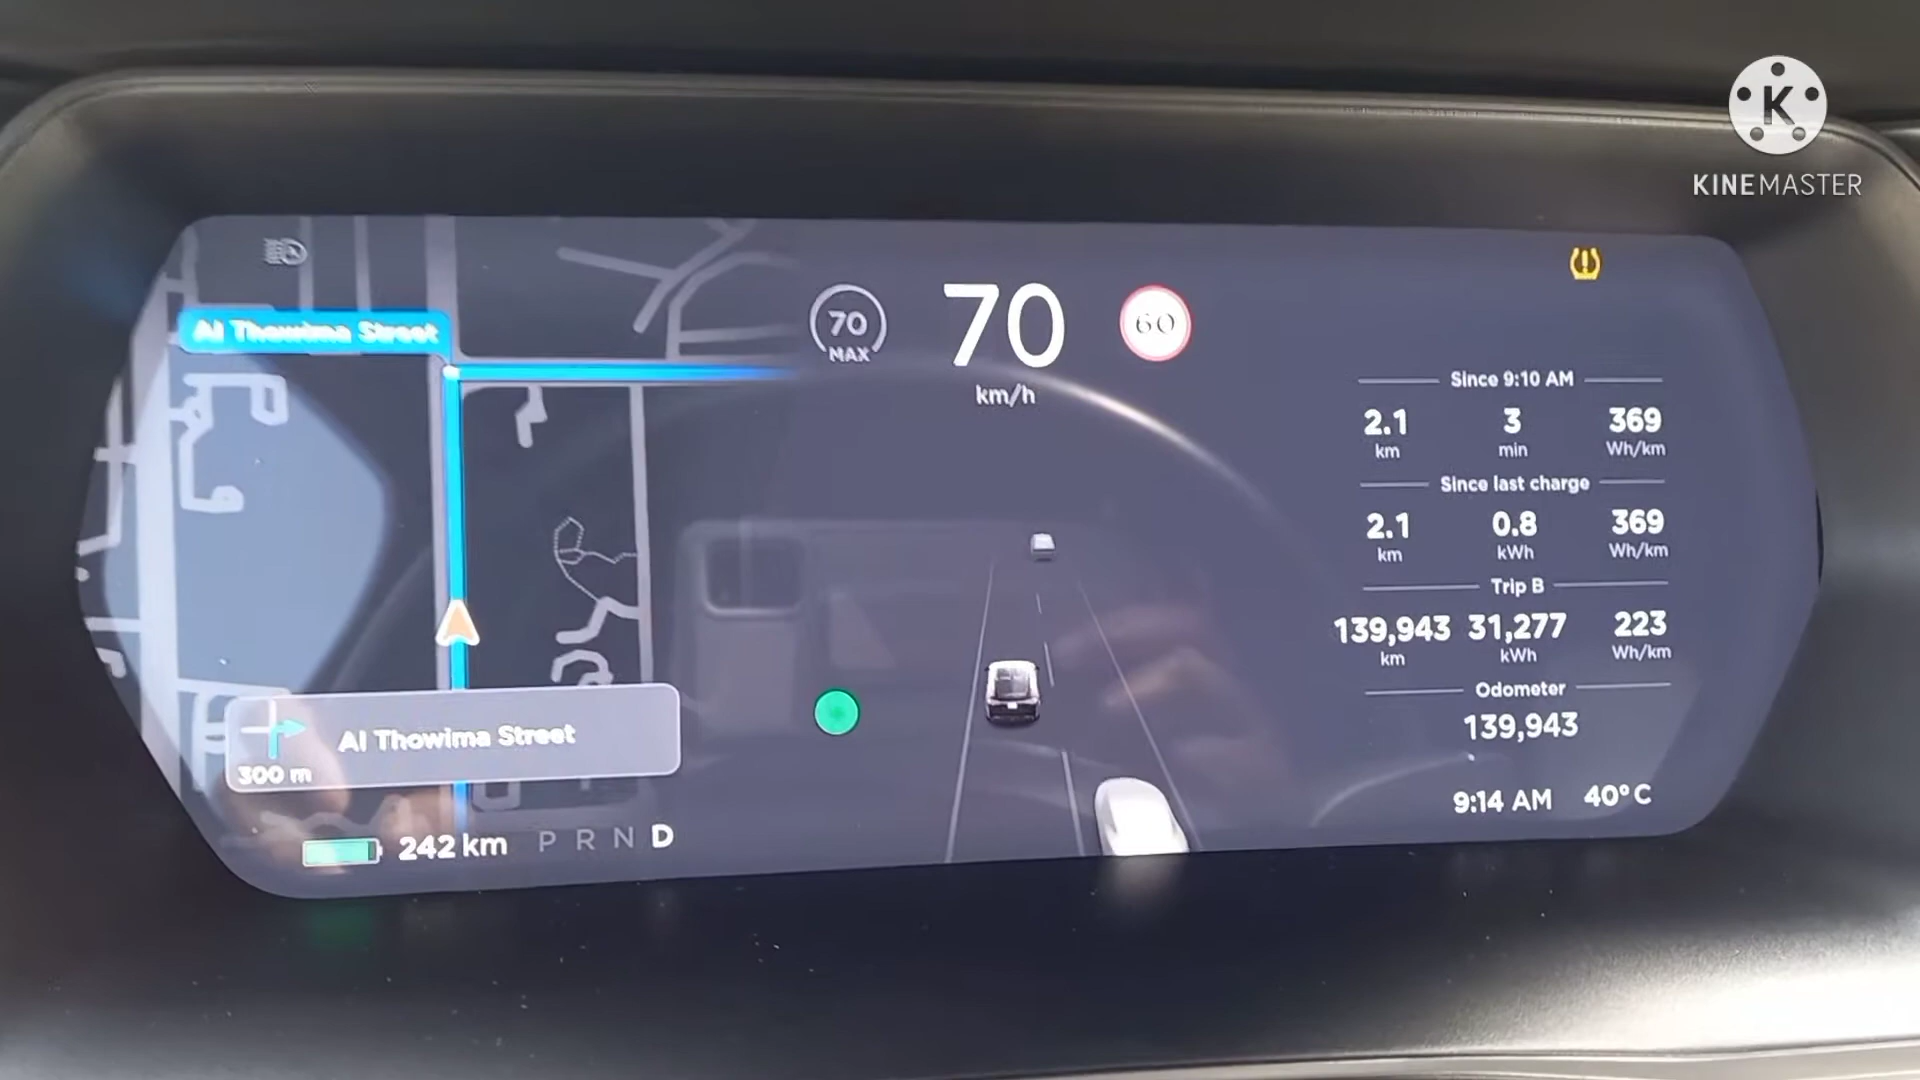 K
KINEMASTER
Al Thowima Street
70
MAX
70
km/h
60
Since 9:10 AM
2.1 3 369
km min Wh/km
Since last charge
2.1 0.8 369
km kWh Wh/km
Trip B
139,943 31,277 223
km kWh Wh/km
Odometer
139,943
9:14 AM 40°C
Al Thowima Street
300 m
242 km P R N D